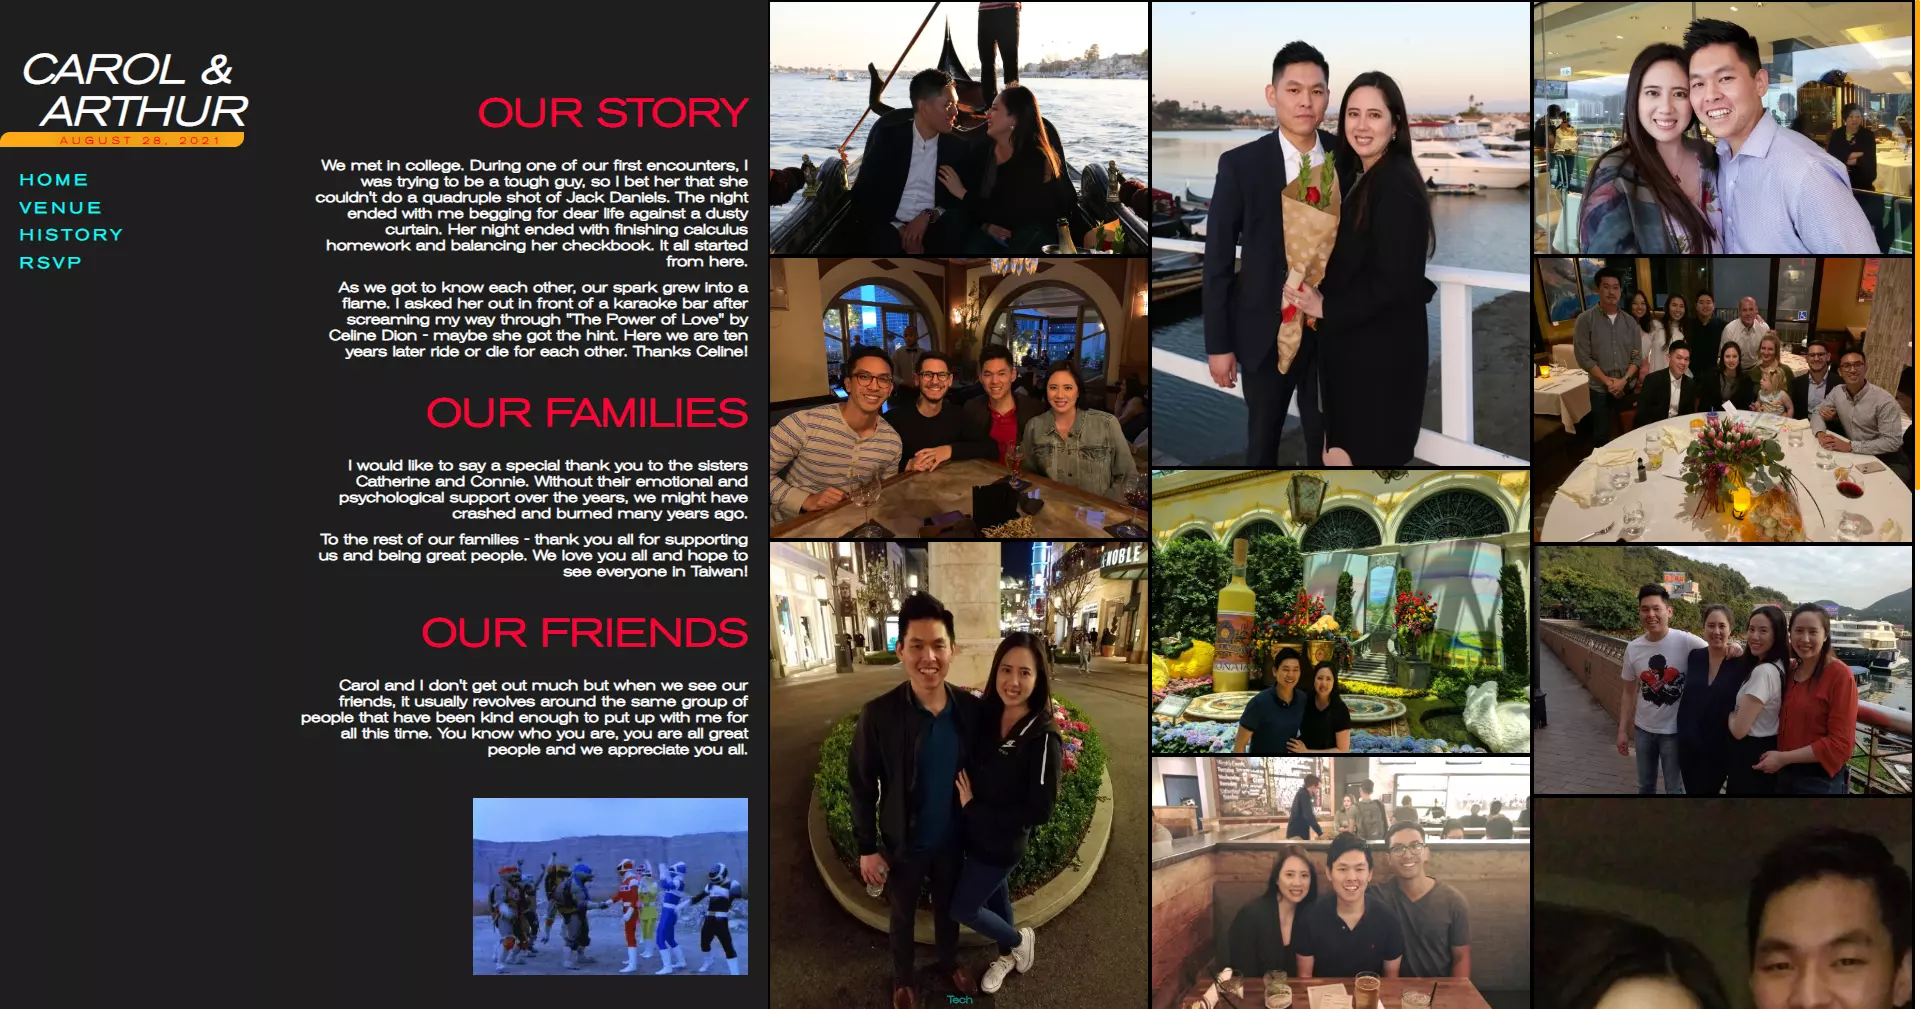 CAROL &
ARTHUR
AUGUST 28, 2021
HOME
VENUE
HISTORY
RSVP
OUR STORY
We met in college. During one of our first encounters, I
was trying to be a tough guy, so I bet her that she
couldn't do a quadruple shot of Jack Daniels. The night
ended with me begging for dear life against a dusty
curtain. Her night ended with finishing calculus
homework and balancing her checkbook. It all started
from here.
As we got to know each other, our spark grew into a
flame. I asked her out in front of a karaoke bar after
screaming my way through "The Power of Love" by
Celine Dion - maybe she got the hint. Here we are ten
years later ride or die for each other. Thanks Celine!
OUR FAMILIES
I would like to say a special thank you to the sisters
Catherine and Connie. Without their emotional and
psychological support over the years, we might have
crashed and burned many years ago.
To the rest of our families - thank you all for supporting
us and being great people. We love you all and hope to
see everyone in Taiwan!
OUR FRIENDS
Carol and I don't get out much but when we see our
friends, it usually revolves around the same group of
people that have been kind enough to put up with me for
all this time. You know who you are, you are all great
people and we appreciate you all.
NOBLE
Tech